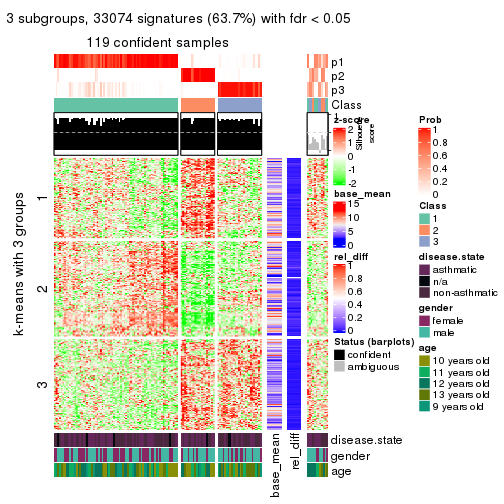 3 subgroups, 33074 signatures (63.7%) with fdr < 0.05
119 confident samples
p1
p2
p3
Class
Silhouette score
z-score
2
1
0
-1
-2
base_mean
15
10
5
0
rel_diff
1
0.8
0.6
0.4
0.2
0
Status (barplots)
confident
ambiguous
Prob
1
0.8
0.6
0.4
0.2
0
Class
1
2
3
disease.state
asthmatic
n/a
non-asthmatic
gender
female
male
age
10 years old
11 years old
12 years old
13 years old
9 years old
k-means with 3 groups
1
2
3
base_mean
rel_diff
disease.state
gender
age